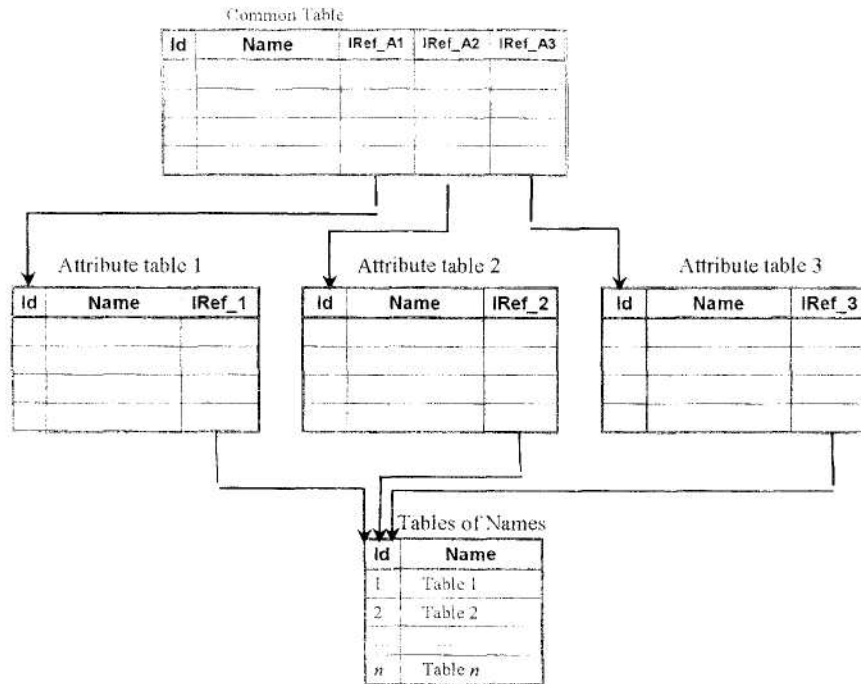 Common Table
Id Name IRef_A1 IRef_A2 IRef_A3
Attribute table 1 Attribute table 2 Attribute table 3
Id Name IRef_1 Id Name IRef_2 Id Name IRef_3
Tables of Names
Id Name
1 Table 1
2 Table 2
... ...
n Table n